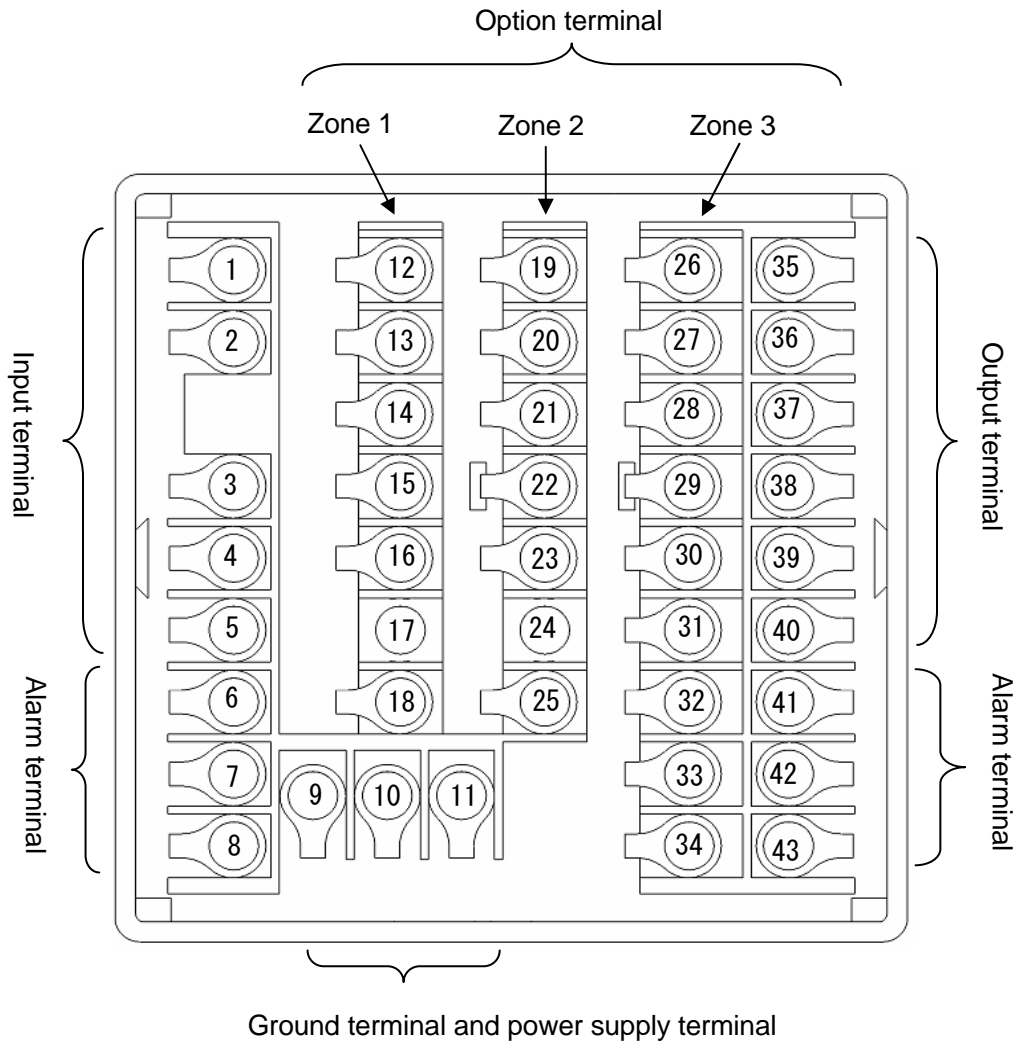 Option terminal
Zone 1 Zone 2 Zone 3
1 12 19 26 35
2 13 20 27 36
14 21 28 37
3 15 22 29 38
4 16 23 30 39
5 17 24 31 40
6 18 25 32 41
7 33 42
9 10 11
8 34 43
Input terminal
Alarm terminal
Output terminal
Alarm terminal
Ground terminal and power supply terminal